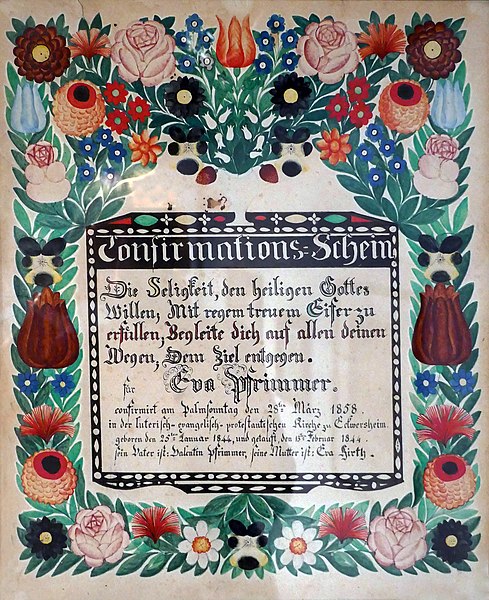 Confirmations-Schein
Die Seligkeit, den heiligen Gottes
Willen, Mit regem treuem Eifer zu
erfüllen, Begleite dich auf allen deinen
Wegen, Dem Ziel entgegen.
für Eva Pfrimmer.
confirmirt am Palmsonntag den 28ten März 1858.
in der luterisch-evangelisch-protestantischen Kirche zu Eckwersheim.
geboren den 25ten Januar 1844, und getauft, den 18ten Februar 1844.
sein Vater ist: Valentin Pfrimmer, seine Mutter ist: Eva Hirth.